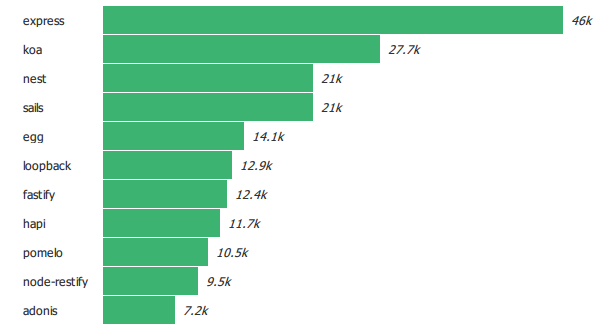 express 46k
koa 27.7k
nest 21k
sails 21k
egg 14.1k
loopback 12.9k
fastify 12.4k
hapi 11.7k
pomelo 10.5k
node-restify 9.5k
adonis 7.2k